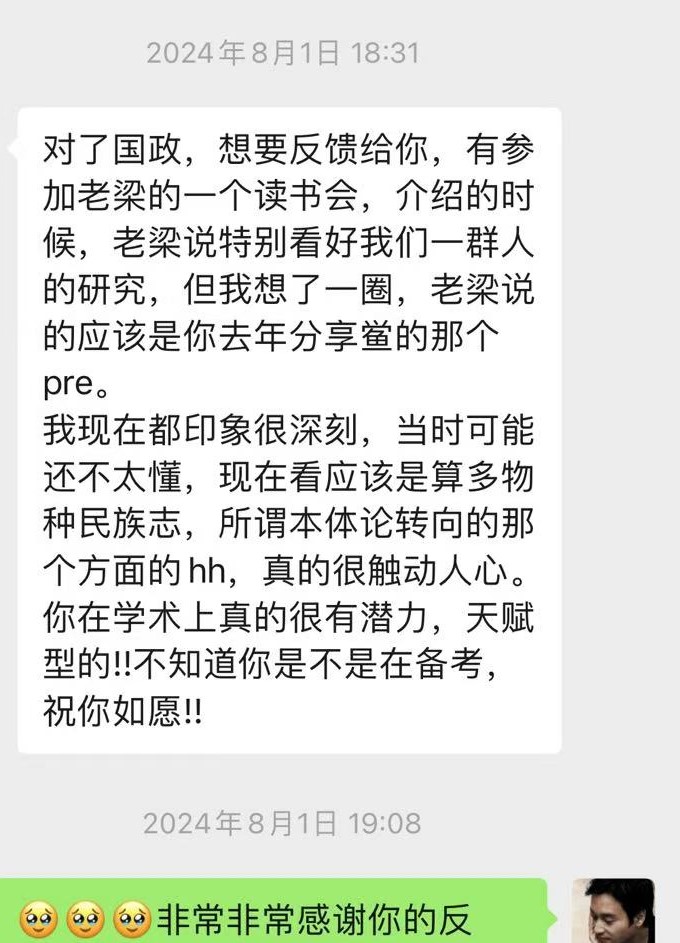 2024年8月1日 18:31
对了国政，想要反馈给你，有参
加老梁的一个读书会，介绍的时
候，老梁说特别看好我们一群人
的研究，但我想了一圈，老梁说
的应该是你去年分享鲎的那个
pre。
我现在都印象很深刻，当时可能
还不太懂，现在看应该是算多物
种民族志，所谓本体论转向的那
个方面的hh，真的很触动人心。
你在学术上真的很有潜力，天赋
型的!!不知道你是不是在备考，
祝你如愿!!
2024年8月1日 19:08
🥹🥹🥹非常非常感谢你的反